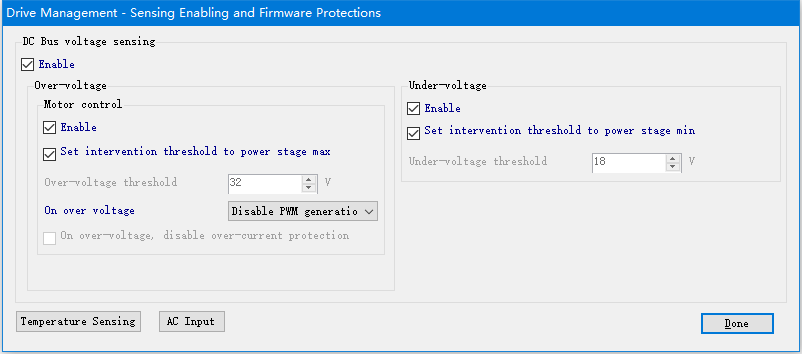 Drive Management - Sensing Enabling and Firmware Protections
DC Bus voltage sensing
Enable
Over-voltage
Motor control
Enable
Set intervention threshold to power stage max
Over-voltage threshold 32 V
On over voltage Disable PWM generatio
On over-voltage, disable over-current protection
Under-voltage
Enable
Set intervention threshold to power stage min
Under-voltage threshold 18 V
Temperature Sensing AC Input Done